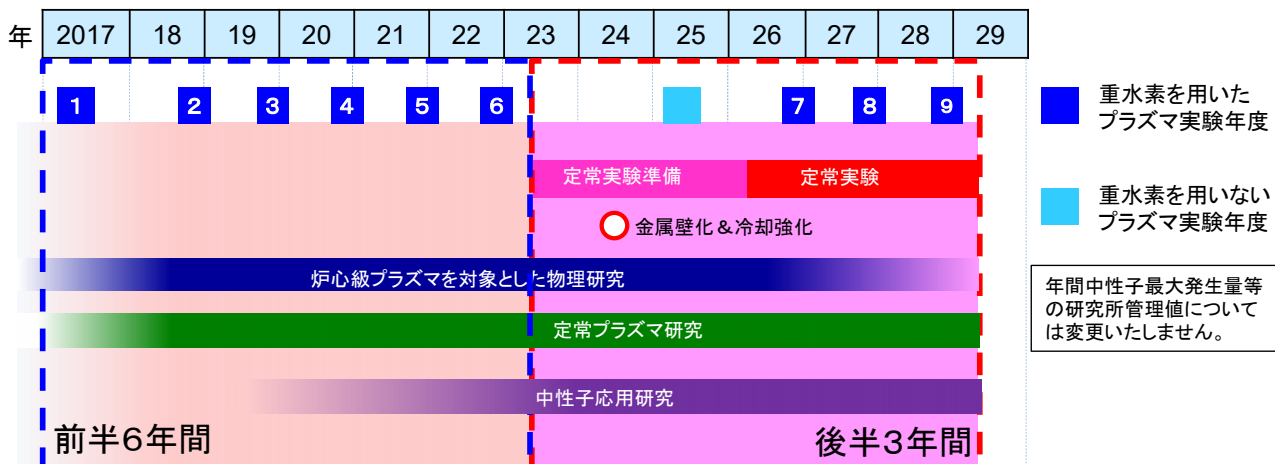 年 2017 18 19 20 21 22 23 24 25 26 27 28 29
1 2 3 4 5 6 7 8 9
重水素を用いた
プラズマ実験年度
定常実験準備 定常実験
重水素を用いない
プラズマ実験年度
金属壁化&冷却強化
炉心級プラズマを対象とした物理研究
年間中性子最大発生量等
の研究所管理値について
は変更いたしません。
定常プラズマ研究
中性子応用研究
前半6年間 後半3年間